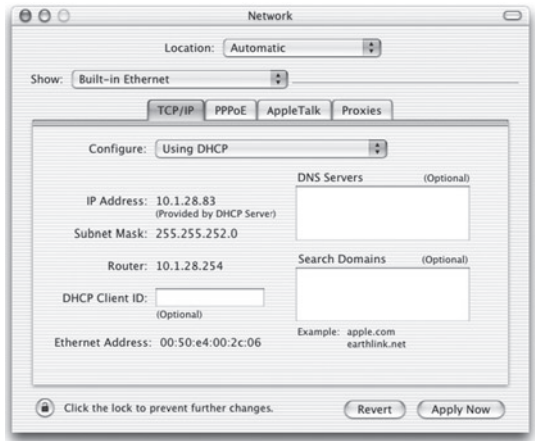 Network
Location: Automatic
Show: Built-in Ethernet
TCP/IP PPPoE AppleTalk Proxies
Configure: Using DHCP
DNS Servers (Optional)
IP Address: 10.1.28.83
(Provided by DHCP Server)
Subnet Mask: 255.255.252.0
Router: 10.1.28.254
Search Domains (Optional)
DHCP Client ID:
(Optional)
Example: apple.com
earthlink.net
Ethernet Address: 00:50:e4:00:2c:06
Click the lock to prevent further changes.
Revert Apply Now